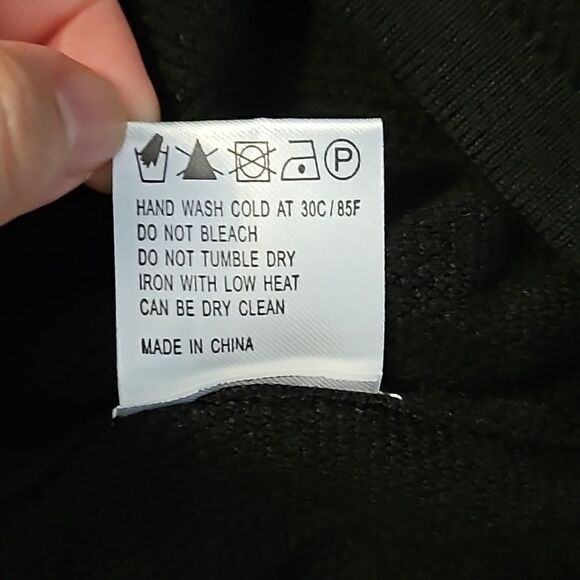 P
HAND WASH COLD AT 30C/85F
DO NOT BLEACH
DO NOT TUMBLE DRY
IRON WITH LOW HEAT
CAN BE DRY CLEAN
MADE IN CHINA